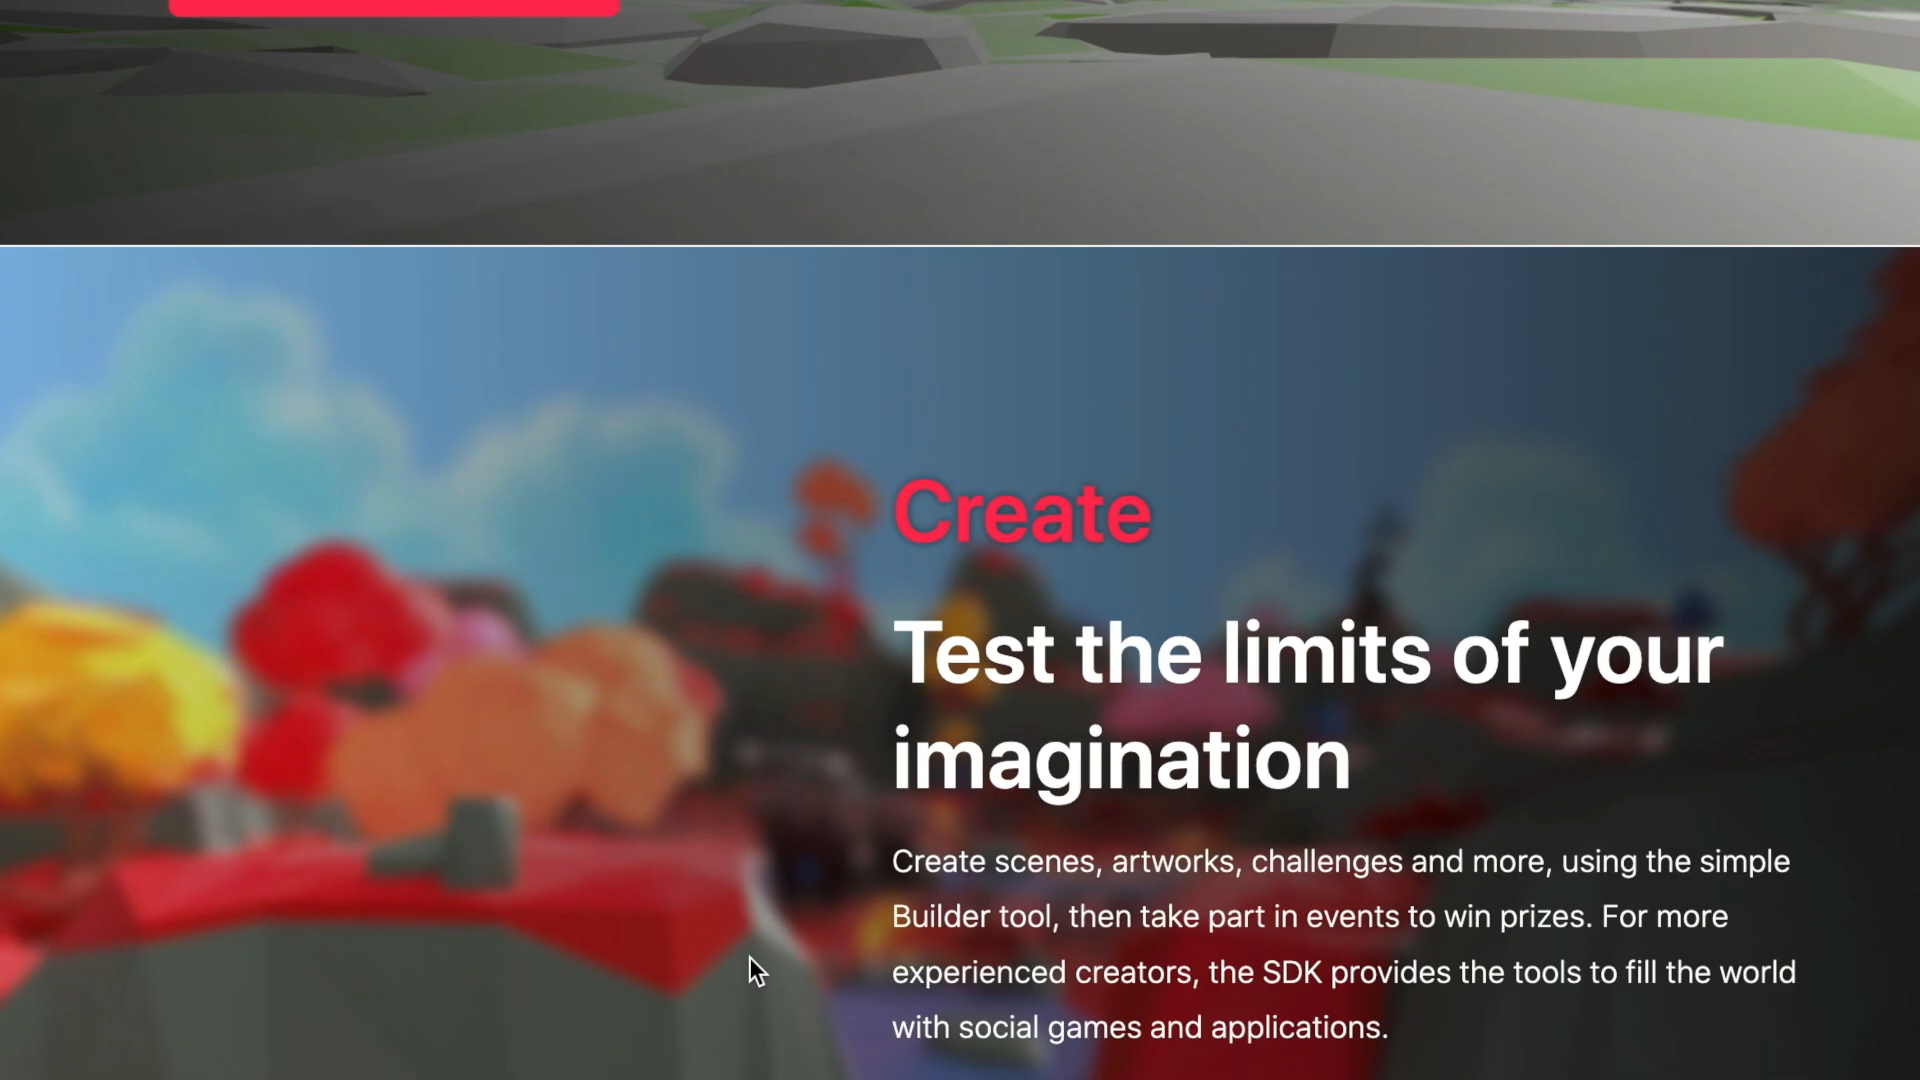 Create
Test the limits of your
imagination
Create scenes, artworks, challenges and more, using the simple
Builder tool, then take part in events to win prizes. For more
experienced creators, the SDK provides the tools to fill the world
with social games and applications.